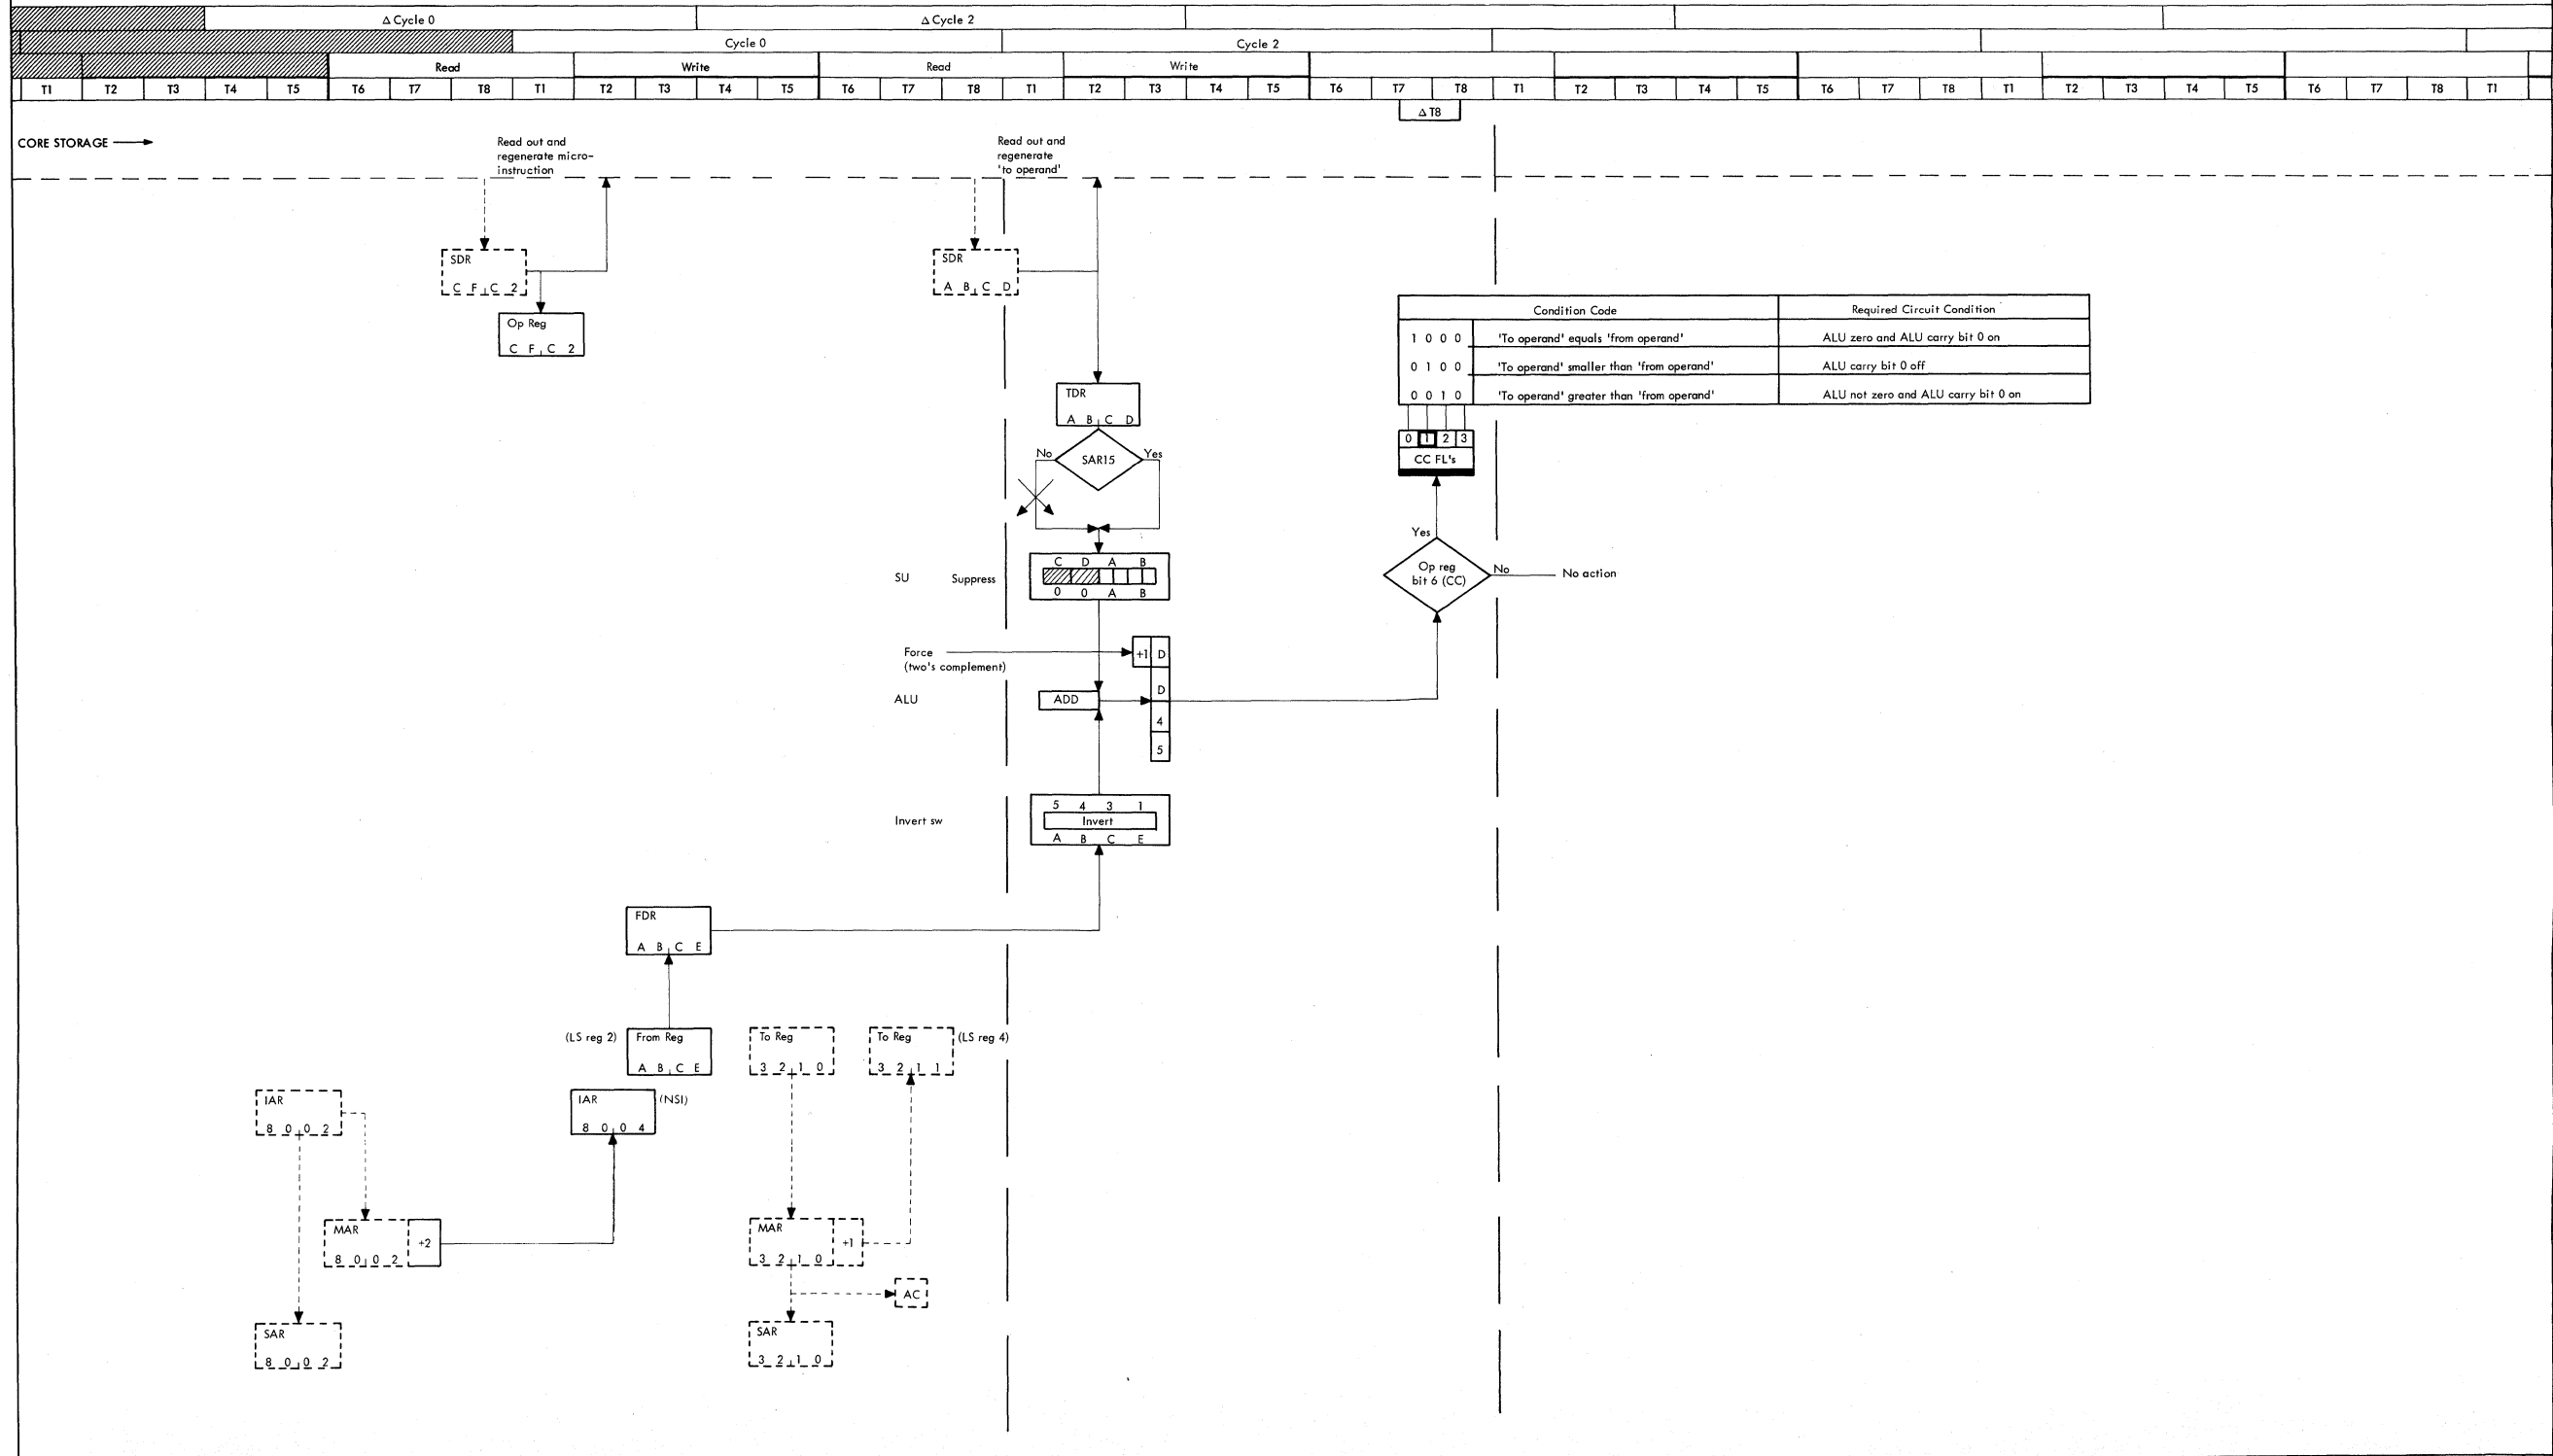 Δ Cycle 0 Δ Cycle 2
Cycle 0 Cycle 2
Read Write Read Write
T1 T2 T3 T4 T5 T6 T7 T8 T1 T2 T3 T4 T5 T6 T7 T8 T1 T2 T3 T4 T5 T6 T7 T8 T1 T2 T3 T4 T5 T6 T7 T8 T1 T2 T3 T4 T5 T6 T7 T8 T1
Δ T8
CORE STORAGE
Read out and
regenerate micro-
instruction
Read out and
regenerate
'to operand'
SDR
C F C 2
Op Reg
C F C 2
SDR
A B C D
TDR
A B C D
No SAR15 Yes
SU Suppress
C D A B
0 0 A B
Force
(two's complement)
+1 D
D
4
5
ALU ADD
Invert sw
5 4 3 1
Invert
A B C E
Condition Code Required Circuit Condition
1 0 0 0 'To operand' equals 'from operand' ALU zero and ALU carry bit 0 on
0 1 0 0 'To operand' smaller than 'from operand' ALU carry bit 0 off
0 0 1 0 'To operand' greater than 'from operand' ALU not zero and ALU carry bit 0 on
0 1 2 3
CC FL's
Yes
Op reg
bit 6 (CC)
No No action
FDR
A B C E
(LS reg 2) From Reg
A B C E
To Reg
3 2 1 0
To Reg (LS reg 4)
3 2 1 1
IAR
8 0 0 2
IAR (NSI)
8 0 0 4
MAR
8 0 0 2 +2
MAR
3 2 1 0 +1
AC
SAR
8 0 0 2
SAR
3 2 1 0